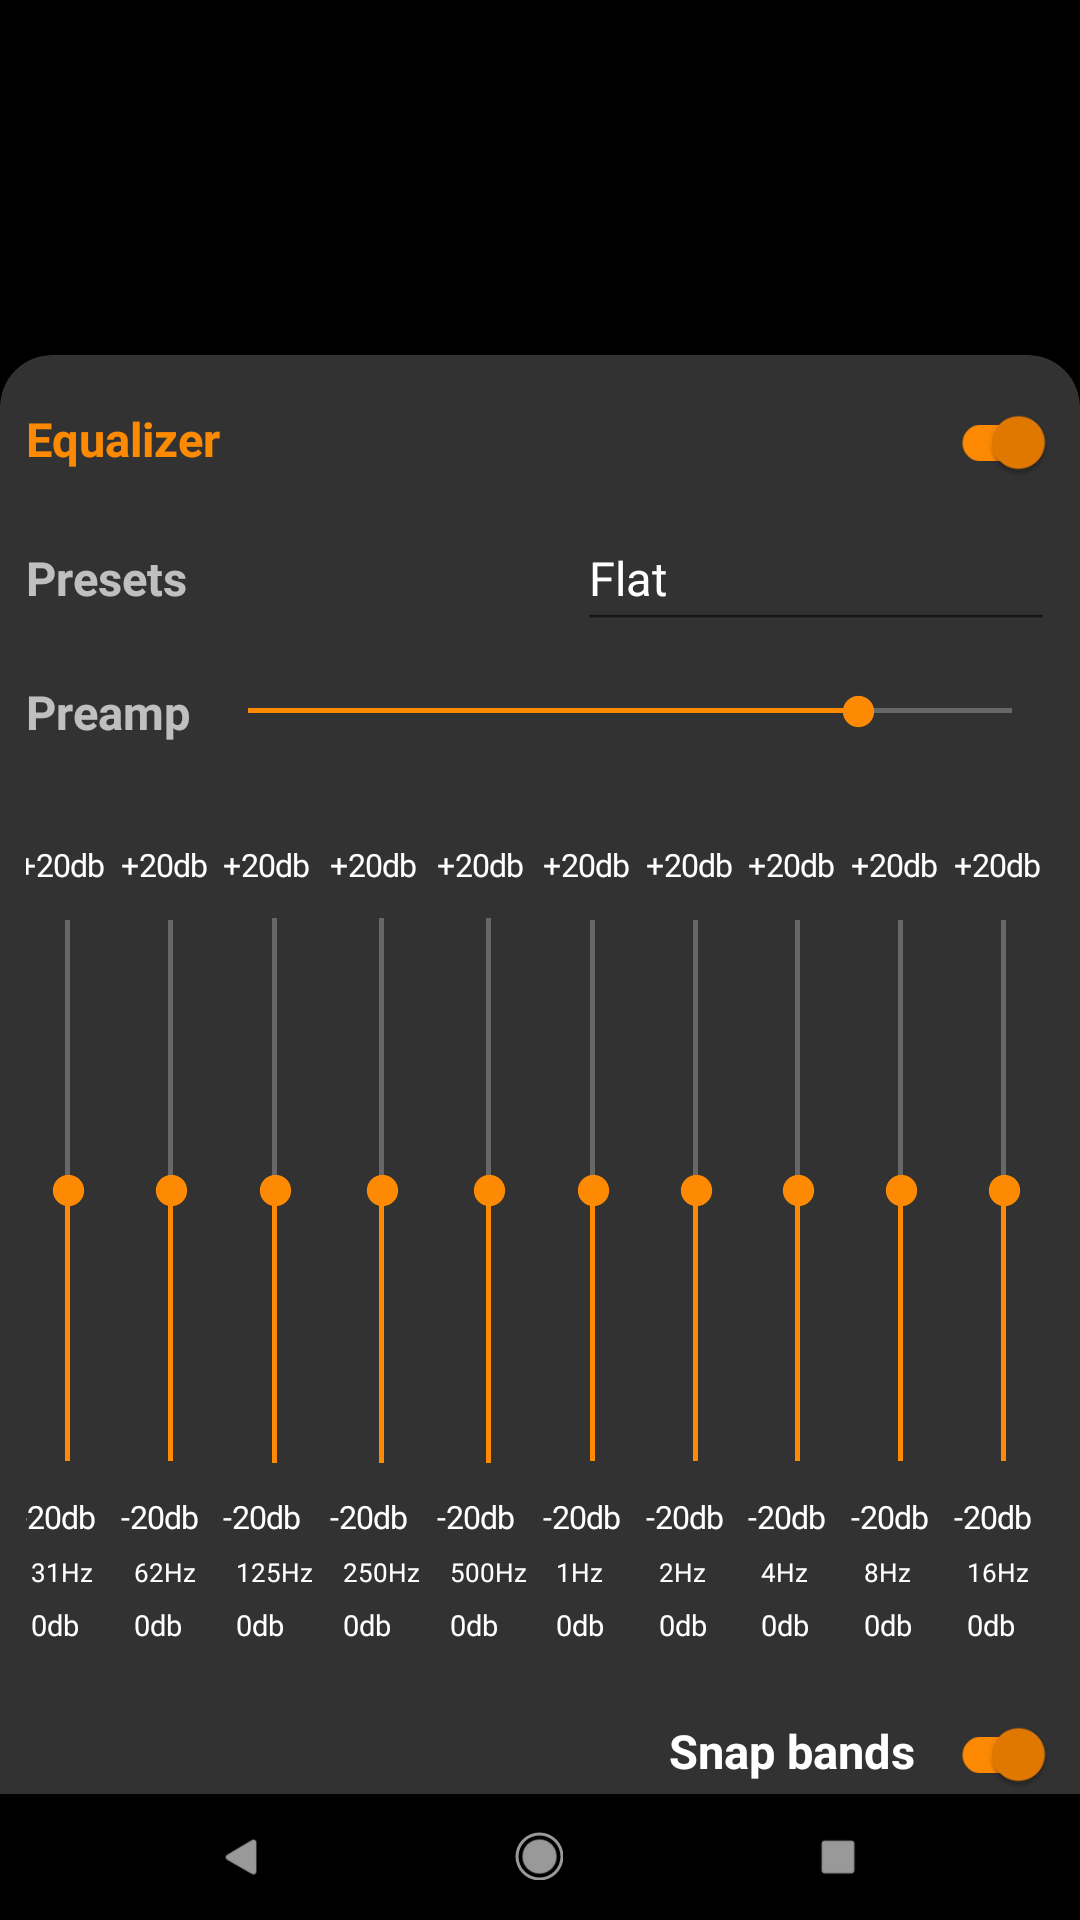 Equalizer
Presets Flat
Preamp
+20db +20db +20db +20db +20db +20db +20db +20db +20db +20db
-20db -20db -20db -20db -20db -20db -20db -20db -20db -20db
31Hz 62Hz 125Hz 250Hz 500Hz 1Hz 2Hz 4Hz 8Hz 16Hz
0db 0db 0db 0db 0db 0db 0db 0db 0db 0db
Snap bands